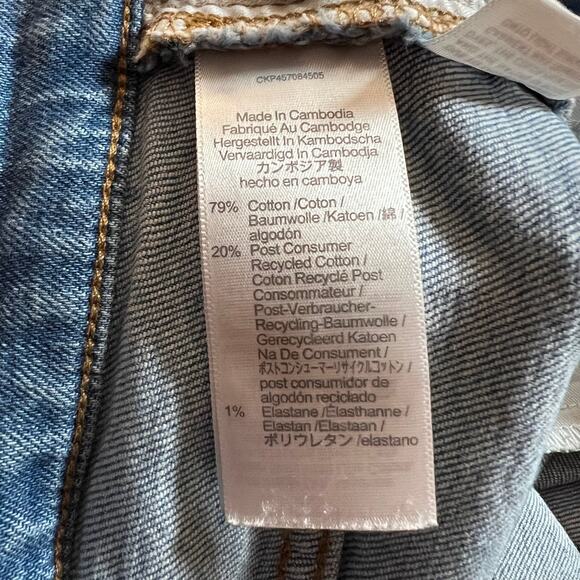 CKP457084505
Made In Cambodia
Fabriqué Au Cambodge
Hergestellt In Kambodscha
Vervaardigd In Cambodja
カンボジア製
hecho en camboya
79% Cotton /Coton /
Baumwolle /Katoen /綿 /
algodón
20% Post Consumer
Recycled Cotton /
Coton Recyclé Post
Consommateur /
Post-Verbraucher-
Recycling-Baumwolle /
Gerecycleerd Katoen
Na De Consument /
ポストコンシューマーリサイクルコットン /
post consumidor de
algodón reciclado
1% Elastane /Élasthanne /
Elastan /Elastaan /
ポリウレタン /elastano